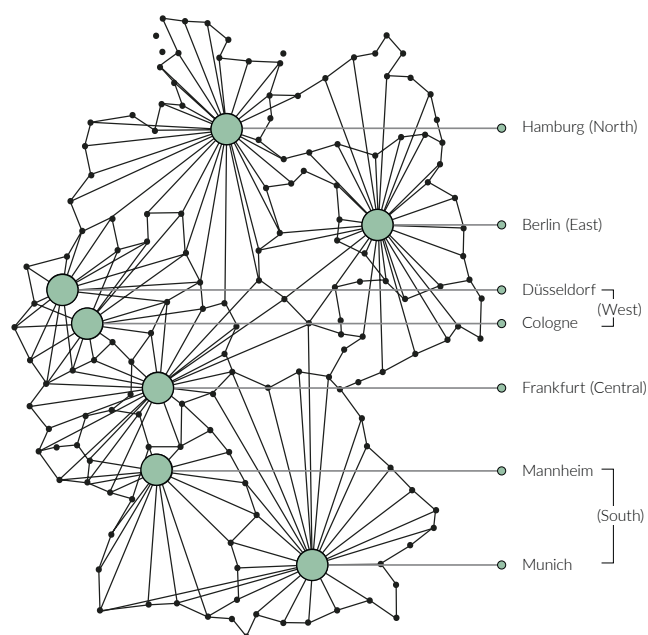 Hamburg (North)
Berlin (East)
Düsseldorf
(West)
Cologne
Frankfurt (Central)
Mannheim
(South)
Munich